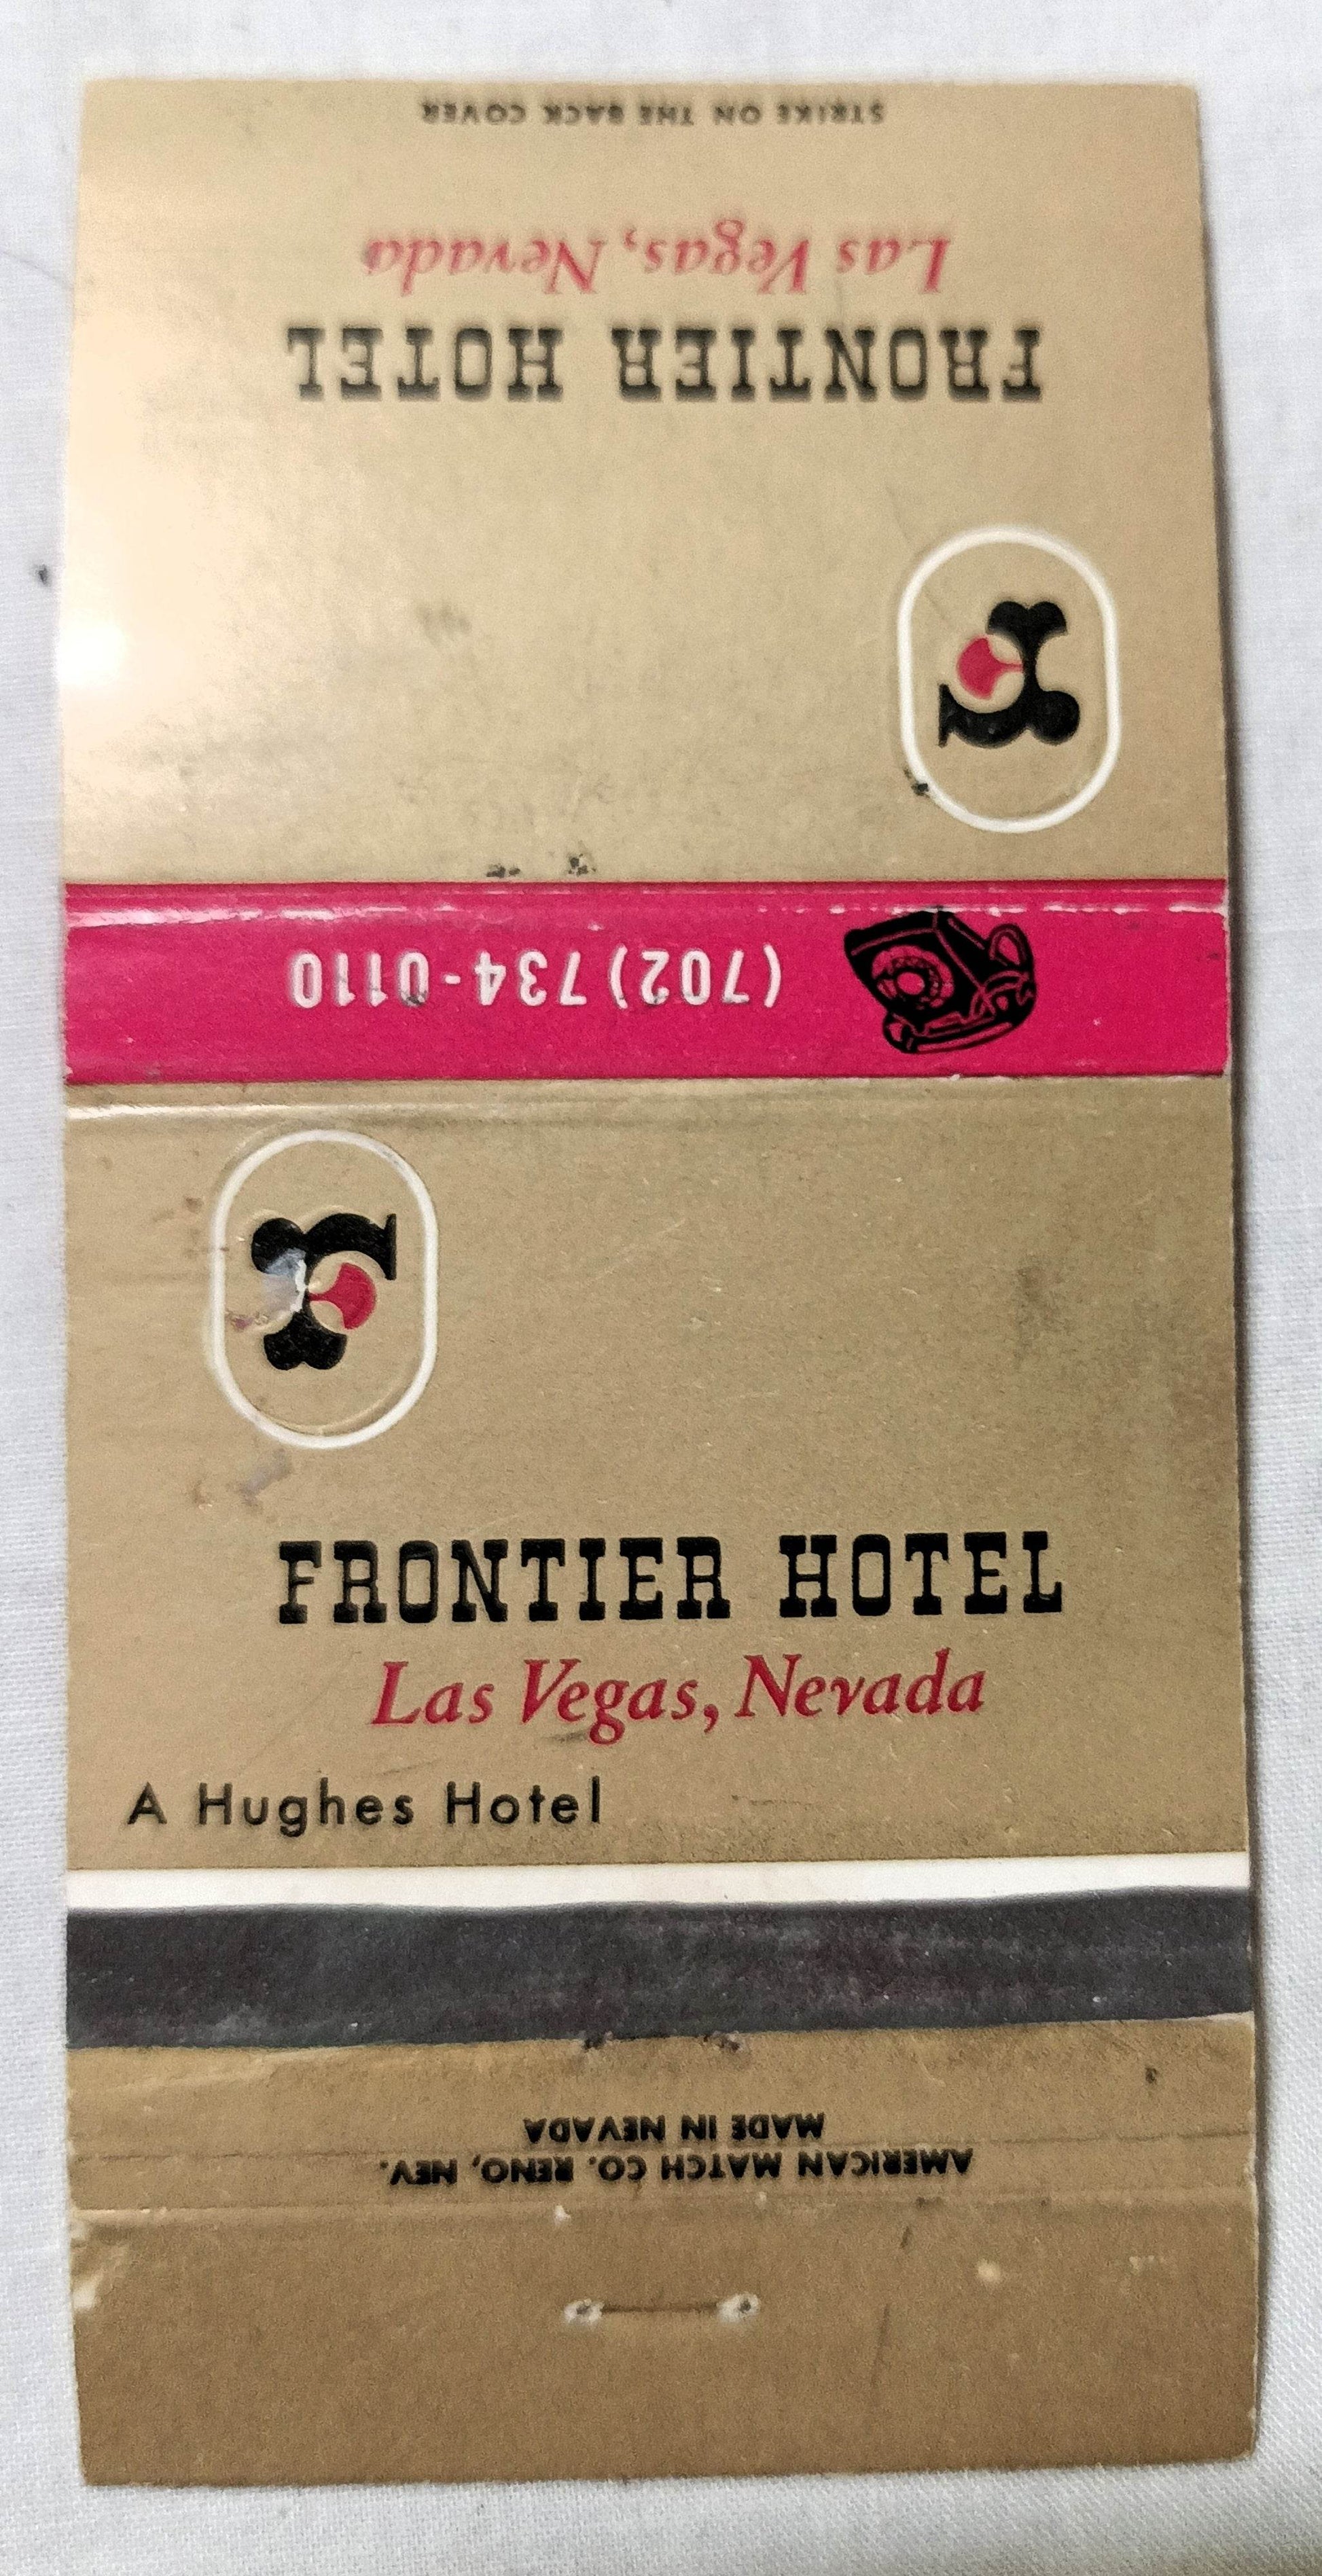 STRIKE ON THE BACK COVER
Las Vegas, Nevada
FRONTIER HOTEL
F
(702) 734-0110
F
FRONTIER HOTEL
Las Vegas, Nevada
A Hughes Hotel
AMERICAN MATCH CO. RENO, NEV.
MADE IN NEVADA